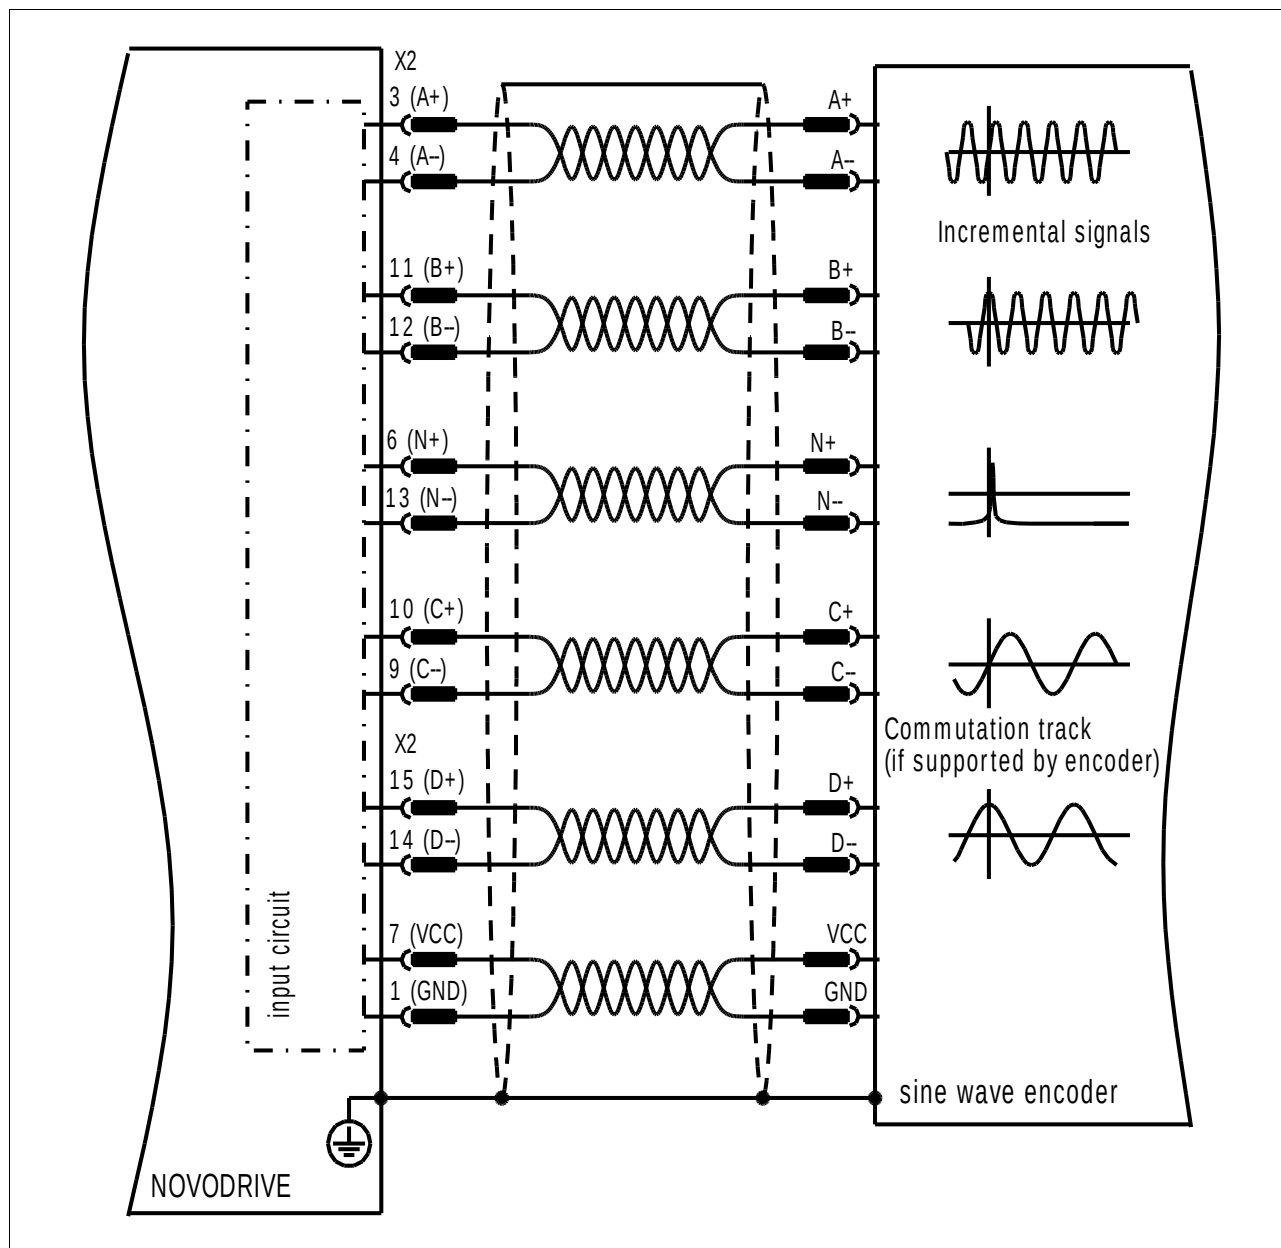 X2
3 (A+)
A+
4 (A--)
A--
Incremental signals
11 (B+)
B+
12 (B--)
B--
6 (N+)
N+
13 (N--)
N--
10 (C+)
C+
9 (C--)
C--
Commutation track
(if supported by encoder)
X2
15 (D+)
D+
14 (D--)
D--
input circuit
7 (VCC)
VCC
1 (GND)
GND
sine wave encoder
NOVODRIVE